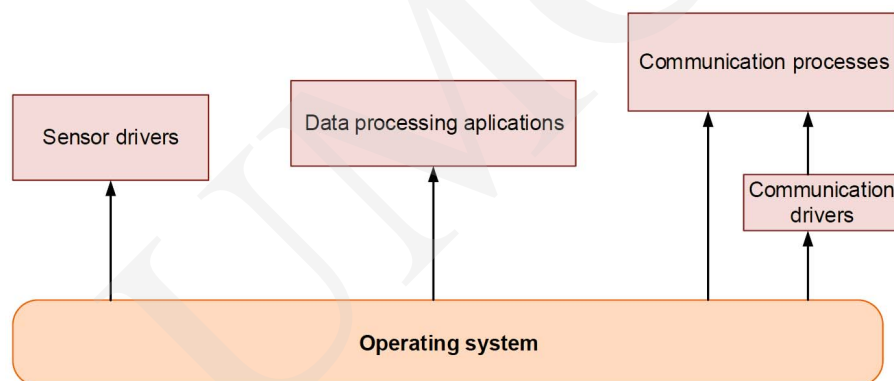 Communication processes
Sensor drivers
Data processing aplications
Communication
drivers
Operating system